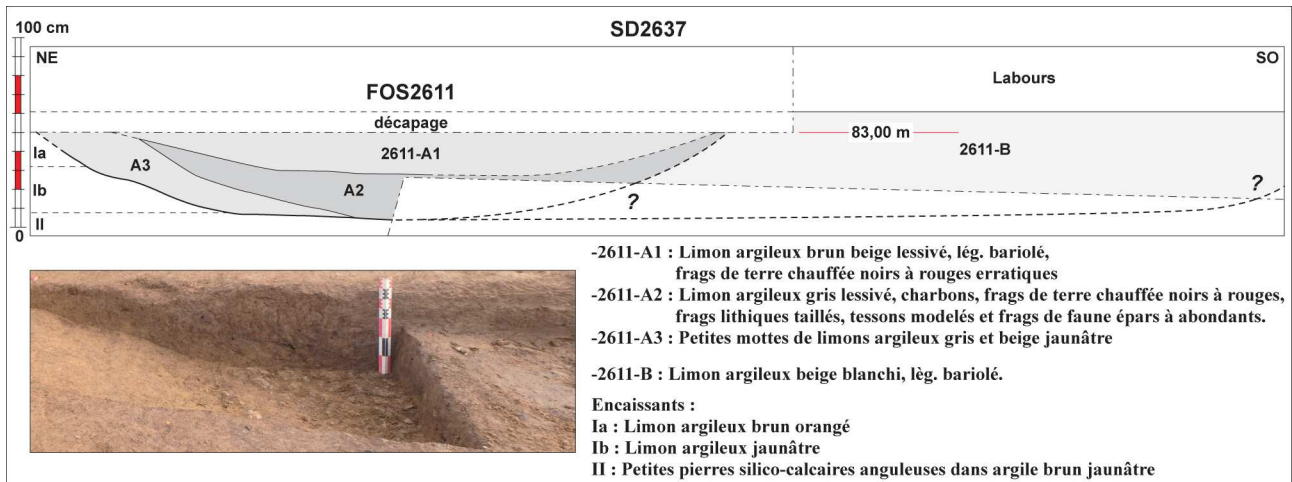 100 cm
SD2637
NE
SO
Labours
FOS2611
décapage
83,00 m
Ia
A3
2611-A1
2611-B
Ib
A2
?
?
II
0
-2611-A1 : Limon argileux brun beige lessivé, lég. bariolé,
frags de terre chauffée noirs à rouges erratiques
-2611-A2 : Limon argileux gris lessivé, charbons, frags de terre chauffée noirs à rouges,
frags lithiques taillés, tessons modelés et frags de faune épars à abondants.
-2611-A3 : Petites mottes de limons argileux gris et beige jaunâtre
-2611-B : Limon argileux beige blanchi, lèg. bariolé.
Encaissants :
Ia : Limon argileux brun orangé
Ib : Limon argileux jaunâtre
II : Petites pierres silico-calcaires anguleuses dans argile brun jaunâtre